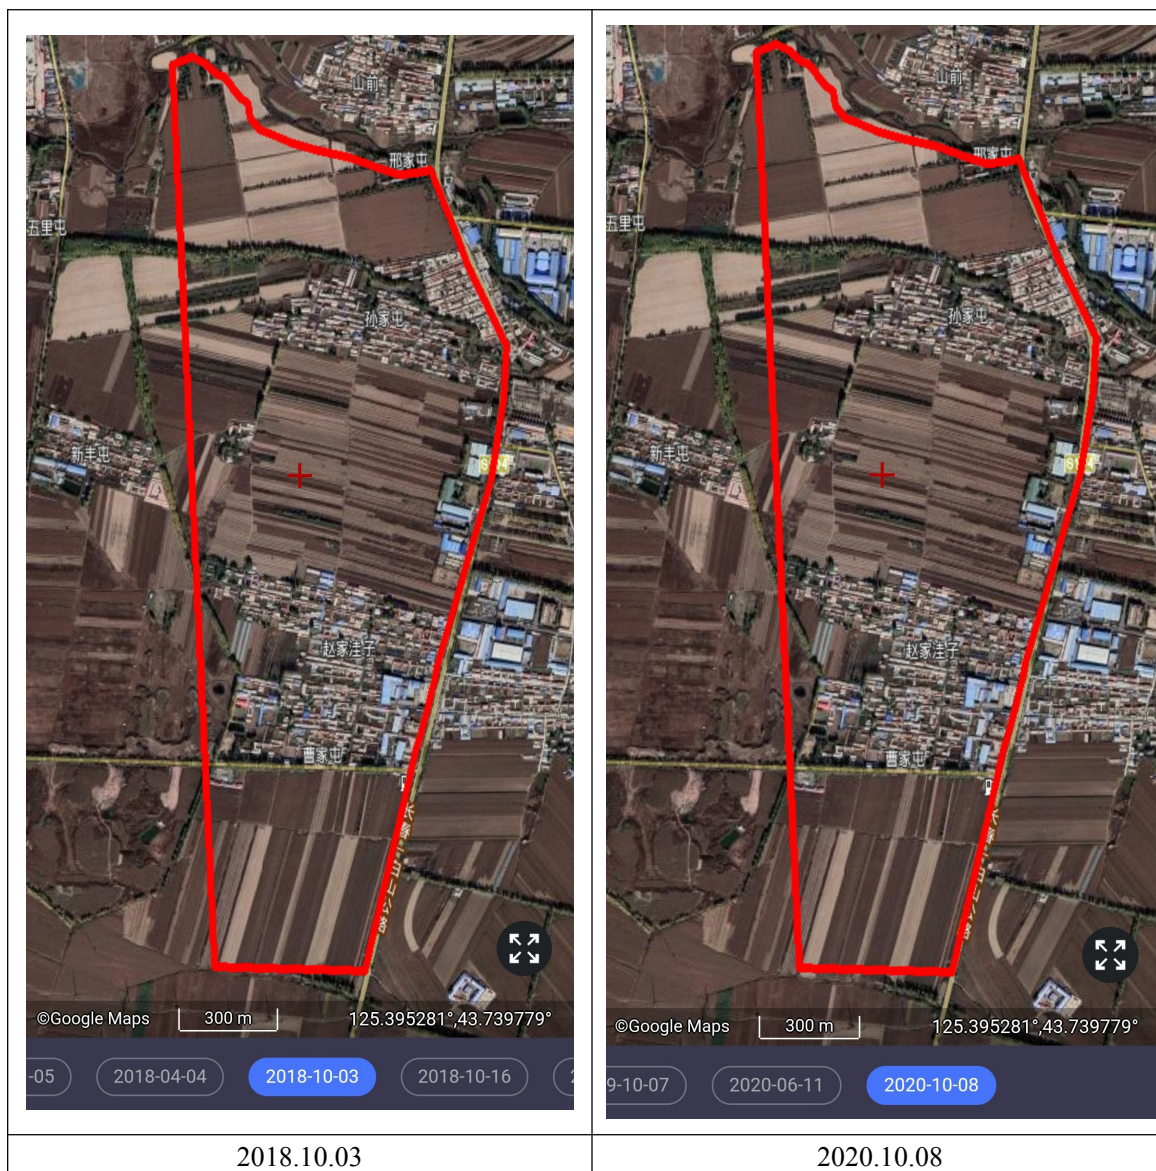 山前
邢家屯
五里屯
孙家屯
新丰屯
赵家洼子
曹家屯
©Google Maps
300 m
125.395281°,43.739779°
-05
2018-04-04
2018-10-03
2018-10-16
2018.10.03
山前
邢家屯
五里屯
孙家屯
新丰屯
赵家洼子
曹家屯
©Google Maps
300 m
125.395281°,43.739779°
9-10-07
2020-06-11
2020-10-08
2020.10.08